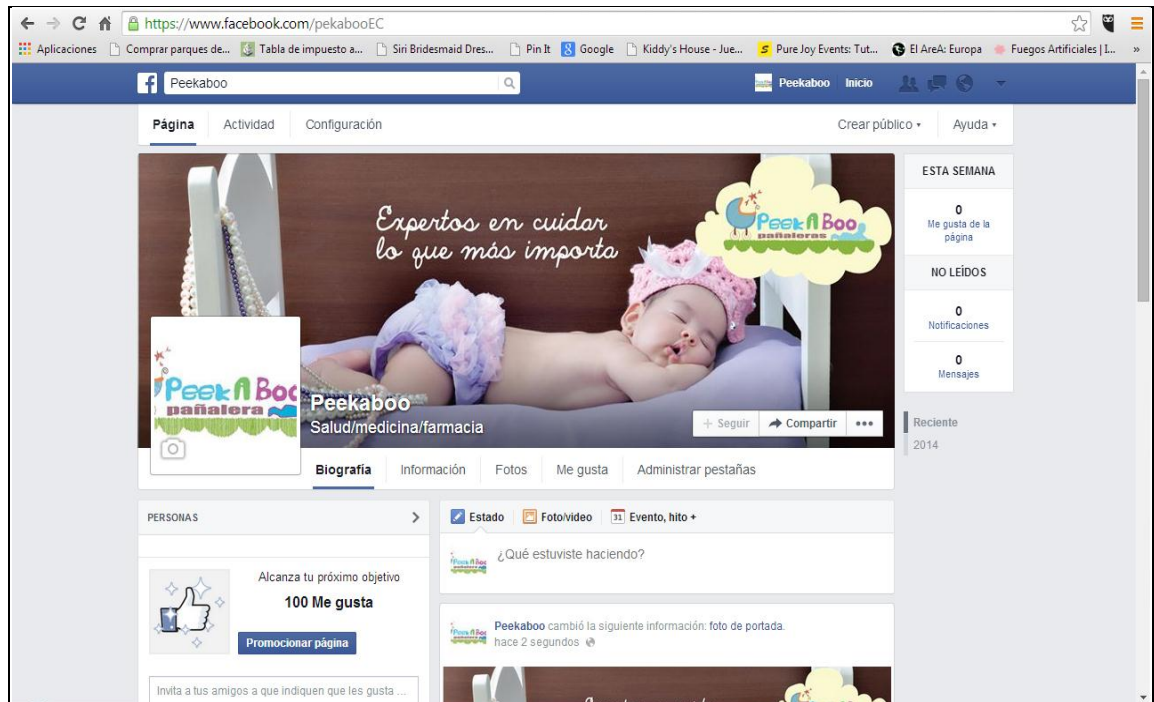 https://www.facebook.com/pekabooEC
Aplicaciones Comprar parques de... Tabla de impuesto a... Siri Bridesmaid Dres... Pin It Google Kiddy's House - Jue... Pure Joy Events: Tut... El AreA: Europa Fuegos Artificiales | I... »
Peekaboo
Peekaboo Inicio
Página Actividad Configuración Crear público Ayuda
Expertos en cuidar
lo que más importa
PeekABoo
pañaleras
ESTA SEMANA
0
Me gusta de la
página
NO LEÍDOS
0
Notificaciones
0
Mensajes
Reciente
2014
PeekABoo
pañalera
Peekaboo
Salud/medicina/farmacia
+ Seguir Compartir
Biografía Información Fotos Me gusta Administrar pestañas
PERSONAS
Alcanza tu próximo objetivo
100 Me gusta
Promocionar página
Invita a tus amigos a que indiquen que les gusta ...
Estado Foto/video 31 Evento, hito +
¿Qué estuviste haciendo?
Peekaboo cambió la siguiente información: foto de portada.
hace 2 segundos